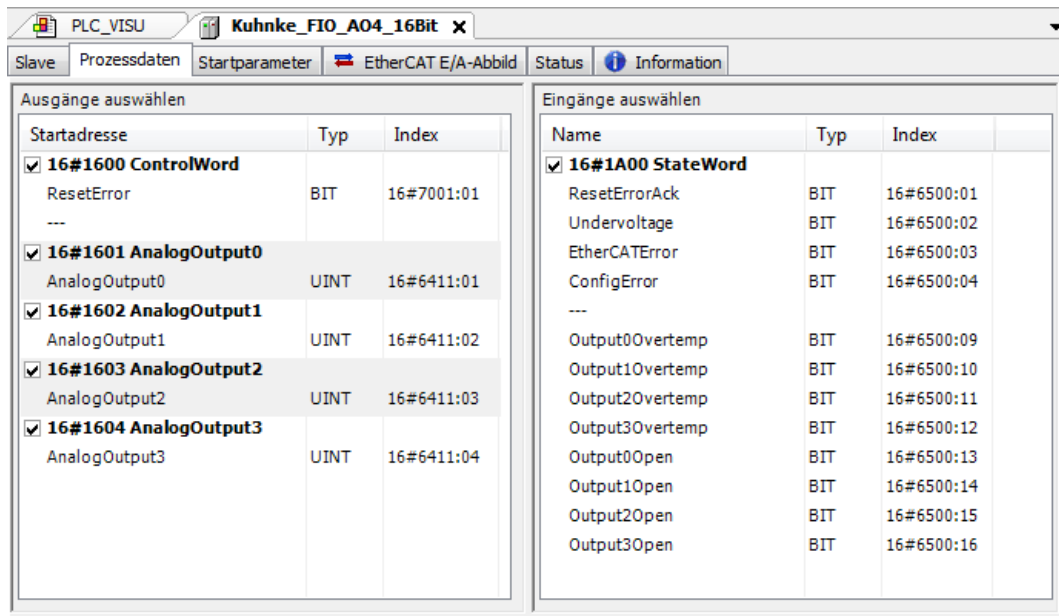 PLC_VISU Kuhnke_FIO_AO4_16Bit X
Slave Prozessdaten Startparameter EtherCAT E/A-Abbild Status Information
Ausgänge auswählen
Startadresse Typ Index
16#1600 ControlWord
ResetError BIT 16#7001:01
---
16#1601 AnalogOutput0
AnalogOutput0 UINT 16#6411:01
16#1602 AnalogOutput1
AnalogOutput1 UINT 16#6411:02
16#1603 AnalogOutput2
AnalogOutput2 UINT 16#6411:03
16#1604 AnalogOutput3
AnalogOutput3 UINT 16#6411:04
Eingänge auswählen
Name Typ Index
16#1A00 StateWord
ResetErrorAck BIT 16#6500:01
Undervoltage BIT 16#6500:02
EtherCATError BIT 16#6500:03
ConfigError BIT 16#6500:04
---
Output0Overtemp BIT 16#6500:09
Output1Overtemp BIT 16#6500:10
Output2Overtemp BIT 16#6500:11
Output3Overtemp BIT 16#6500:12
Output0Open BIT 16#6500:13
Output1Open BIT 16#6500:14
Output2Open BIT 16#6500:15
Output3Open BIT 16#6500:16